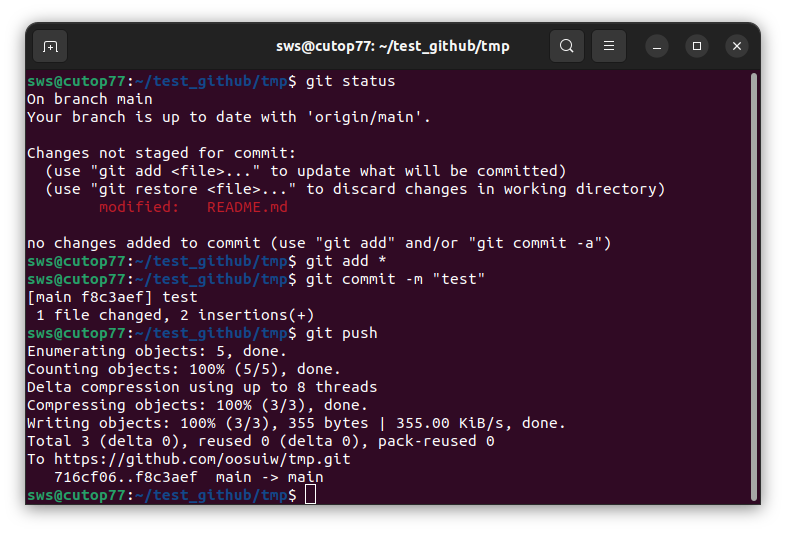 sws@cutop77: ~/test_github/tmp
sws@cutop77:~/test_github/tmp$ git status
On branch main
Your branch is up to date with 'origin/main'.
Changes not staged for commit:
  (use "git add <file>..." to update what will be committed)
  (use "git restore <file>..." to discard changes in working directory)
        modified:   README.md
no changes added to commit (use "git add" and/or "git commit -a")
sws@cutop77:~/test_github/tmp$ git add *
sws@cutop77:~/test_github/tmp$ git commit -m "test"
[main f8c3aef] test
 1 file changed, 2 insertions(+)
sws@cutop77:~/test_github/tmp$ git push
Enumerating objects: 5, done.
Counting objects: 100% (5/5), done.
Delta compression using up to 8 threads
Compressing objects: 100% (3/3), done.
Writing objects: 100% (3/3), 355 bytes | 355.00 KiB/s, done.
Total 3 (delta 0), reused 0 (delta 0), pack-reused 0
To https://github.com/oosuiw/tmp.git
   716cf06..f8c3aef  main -> main
sws@cutop77:~/test_github/tmp$